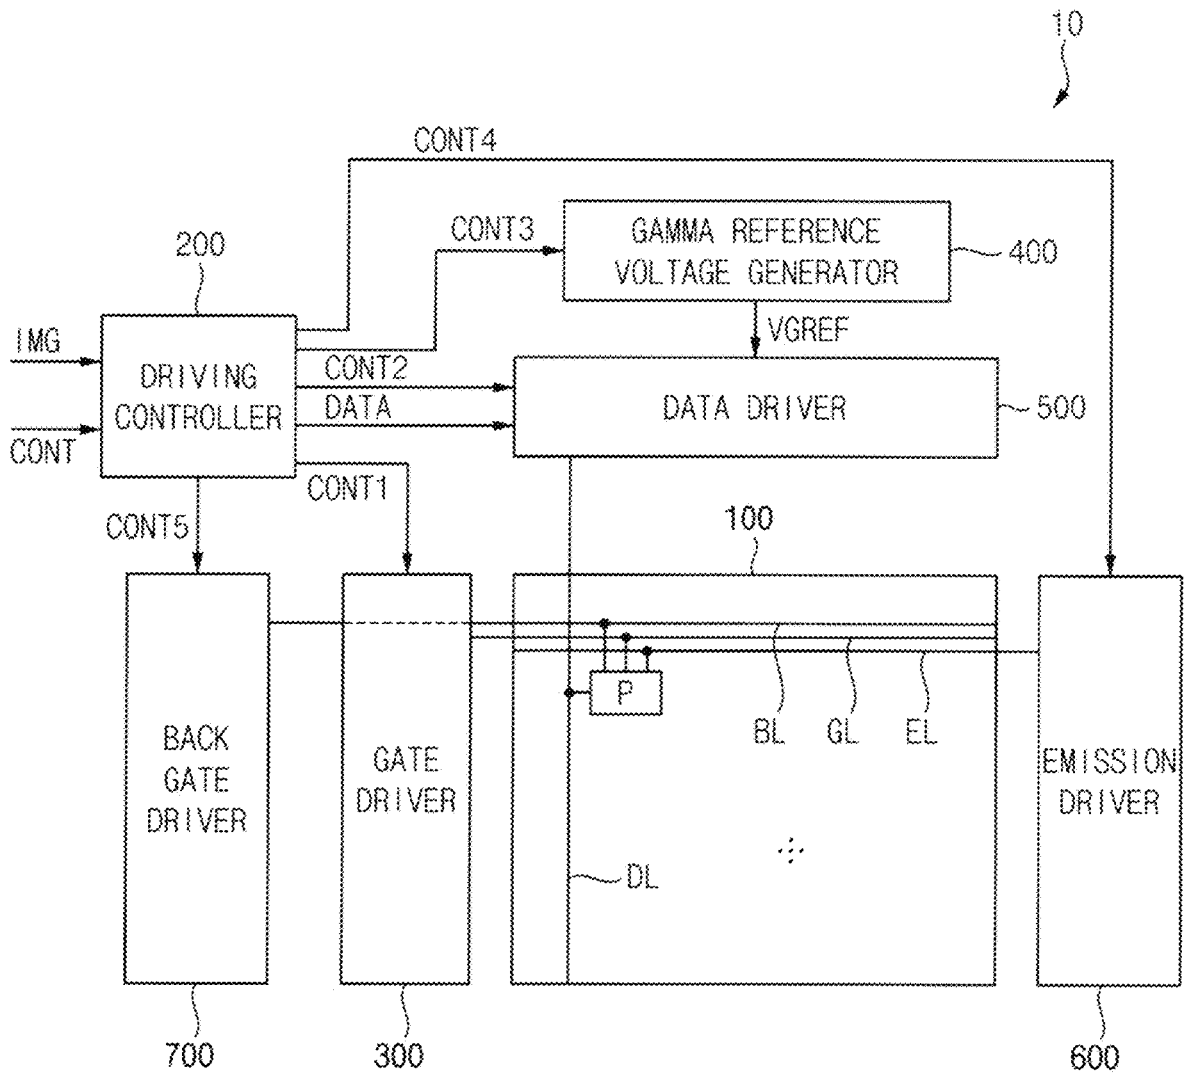 10
CONT4
CONT3
GAMMA REFERENCE
VOLTAGE GENERATOR
400
200
IMG
VGREF
DRIVING
CONTROLLER
CONT2
DATA
DATA DRIVER
500
CONT
CONT1
CONT5
100
P
BL
GL
EL
BACK
GATE
DRIVER
GATE
DRIVER
EMISSION
DRIVER
DL
700
300
600